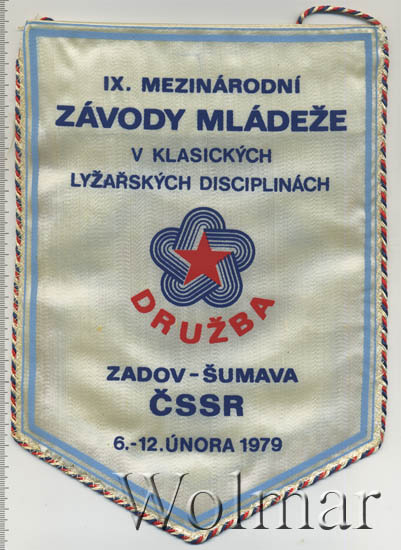 IX. MEZINÁRODNÍ
ZÁVODY MLÁDEŽE
V KLASICKÝCH
LYŽAŘSKÝCH DISCIPLINÁCH
DRUŽBA
ZADOV-ŠUMAVA
ČSSR
6.-12. ÚNORA 1979
Wolmar